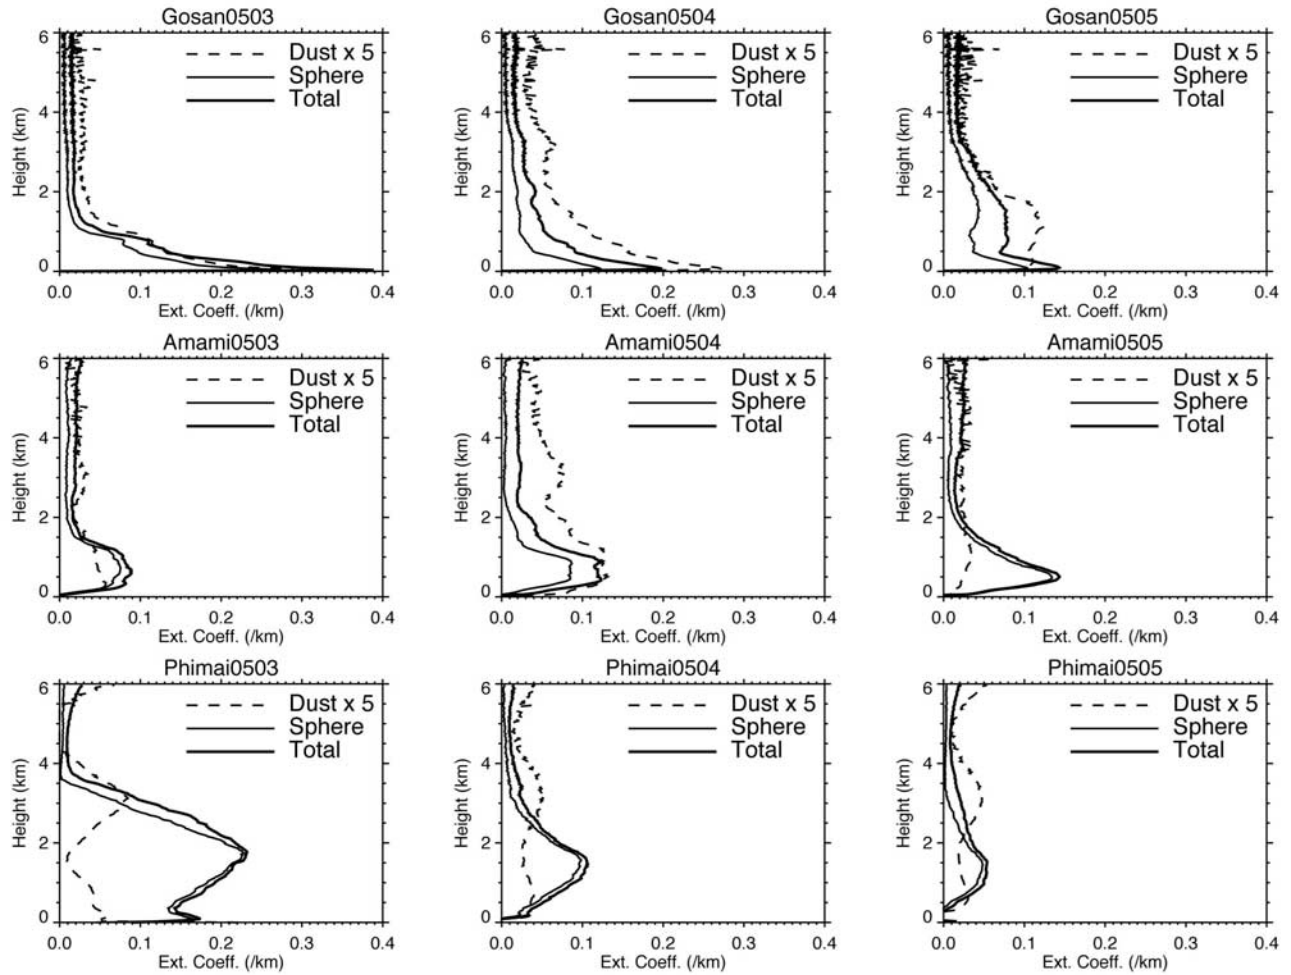 Gosan0503
Gosan0504
Gosan0505
6
Dust x 5
Sphere
Total
4
Height (km)
2
0
0.0 0.1 0.2 0.3 0.4
Ext. Coeff. (/km)
6
Dust x 5
Sphere
Total
4
Height (km)
2
0
0.0 0.1 0.2 0.3 0.4
Ext. Coeff. (/km)
6
Dust x 5
Sphere
Total
4
Height (km)
2
0
0.0 0.1 0.2 0.3 0.4
Ext. Coeff. (/km)
Amami0503
Amami0504
Amami0505
6
Dust x 5
Sphere
Total
4
Height (km)
2
0
0.0 0.1 0.2 0.3 0.4
Ext. Coeff. (/km)
6
Dust x 5
Sphere
Total
4
Height (km)
2
0
0.0 0.1 0.2 0.3 0.4
Ext. Coeff. (/km)
6
Dust x 5
Sphere
Total
4
Height (km)
2
0
0.0 0.1 0.2 0.3 0.4
Ext. Coeff. (/km)
Phimai0503
Phimai0504
Phimai0505
6
Dust x 5
Sphere
Total
4
Height (km)
2
0
0.0 0.1 0.2 0.3 0.4
Ext. Coeff. (/km)
6
Dust x 5
Sphere
Total
4
Height (km)
2
0
0.0 0.1 0.2 0.3 0.4
Ext. Coeff. (/km)
6
Dust x 5
Sphere
Total
4
Height (km)
2
0
0.0 0.1 0.2 0.3 0.4
Ext. Coeff. (/km)